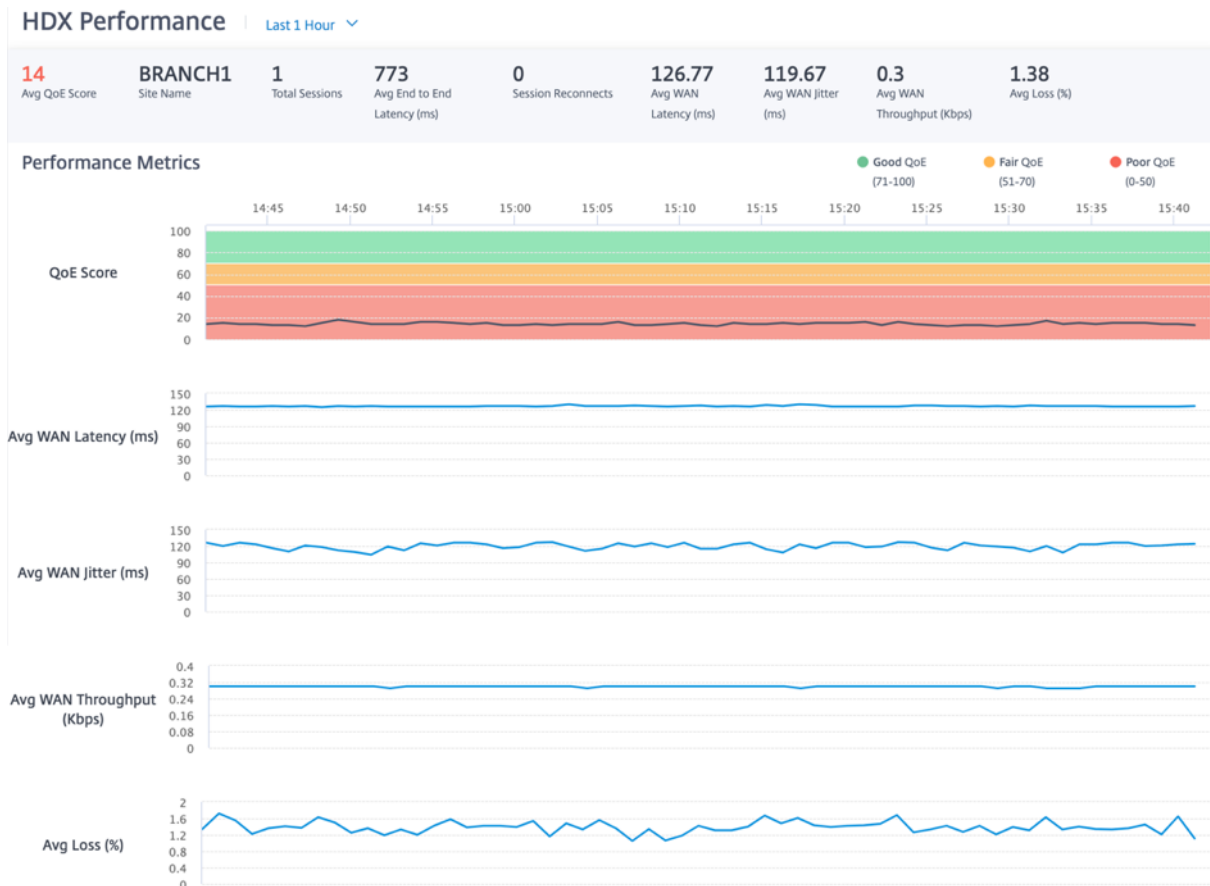 HDX Performance Last 1 Hour
14 BRANCH1 1 773 0 126.77 119.67 0.3 1.38
Avg QoE Score Site Name Total Sessions Avg End to End Session Reconnects Avg WAN Avg WAN Jitter Avg WAN Avg Loss (%)
Latency (ms) Latency (ms) (ms) Throughput (Kbps)
Performance Metrics Good QoE Fair QoE Poor QoE
(71-100) (51-70) (0-50)
14:45 14:50 14:55 15:00 15:05 15:10 15:15 15:20 15:25 15:30 15:35 15:40
100
80
QoE Score
60
40
20
0
150
120
90
Avg WAN Latency (ms)
60
30
0
150
120
90
Avg WAN Jitter (ms)
60
30
0
0.4
0.32
Avg WAN Throughput
0.24
(Kbps)
0.16
0.08
0
2
1.6
1.2
Avg Loss (%)
0.8
0.4
0